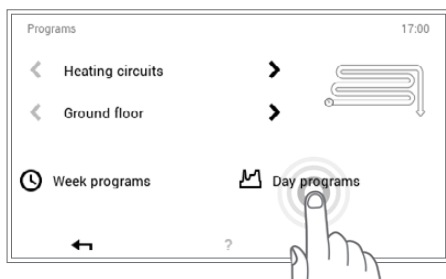 Programs 17:00
Heating circuits
Ground floor
Week programs Day programs
?